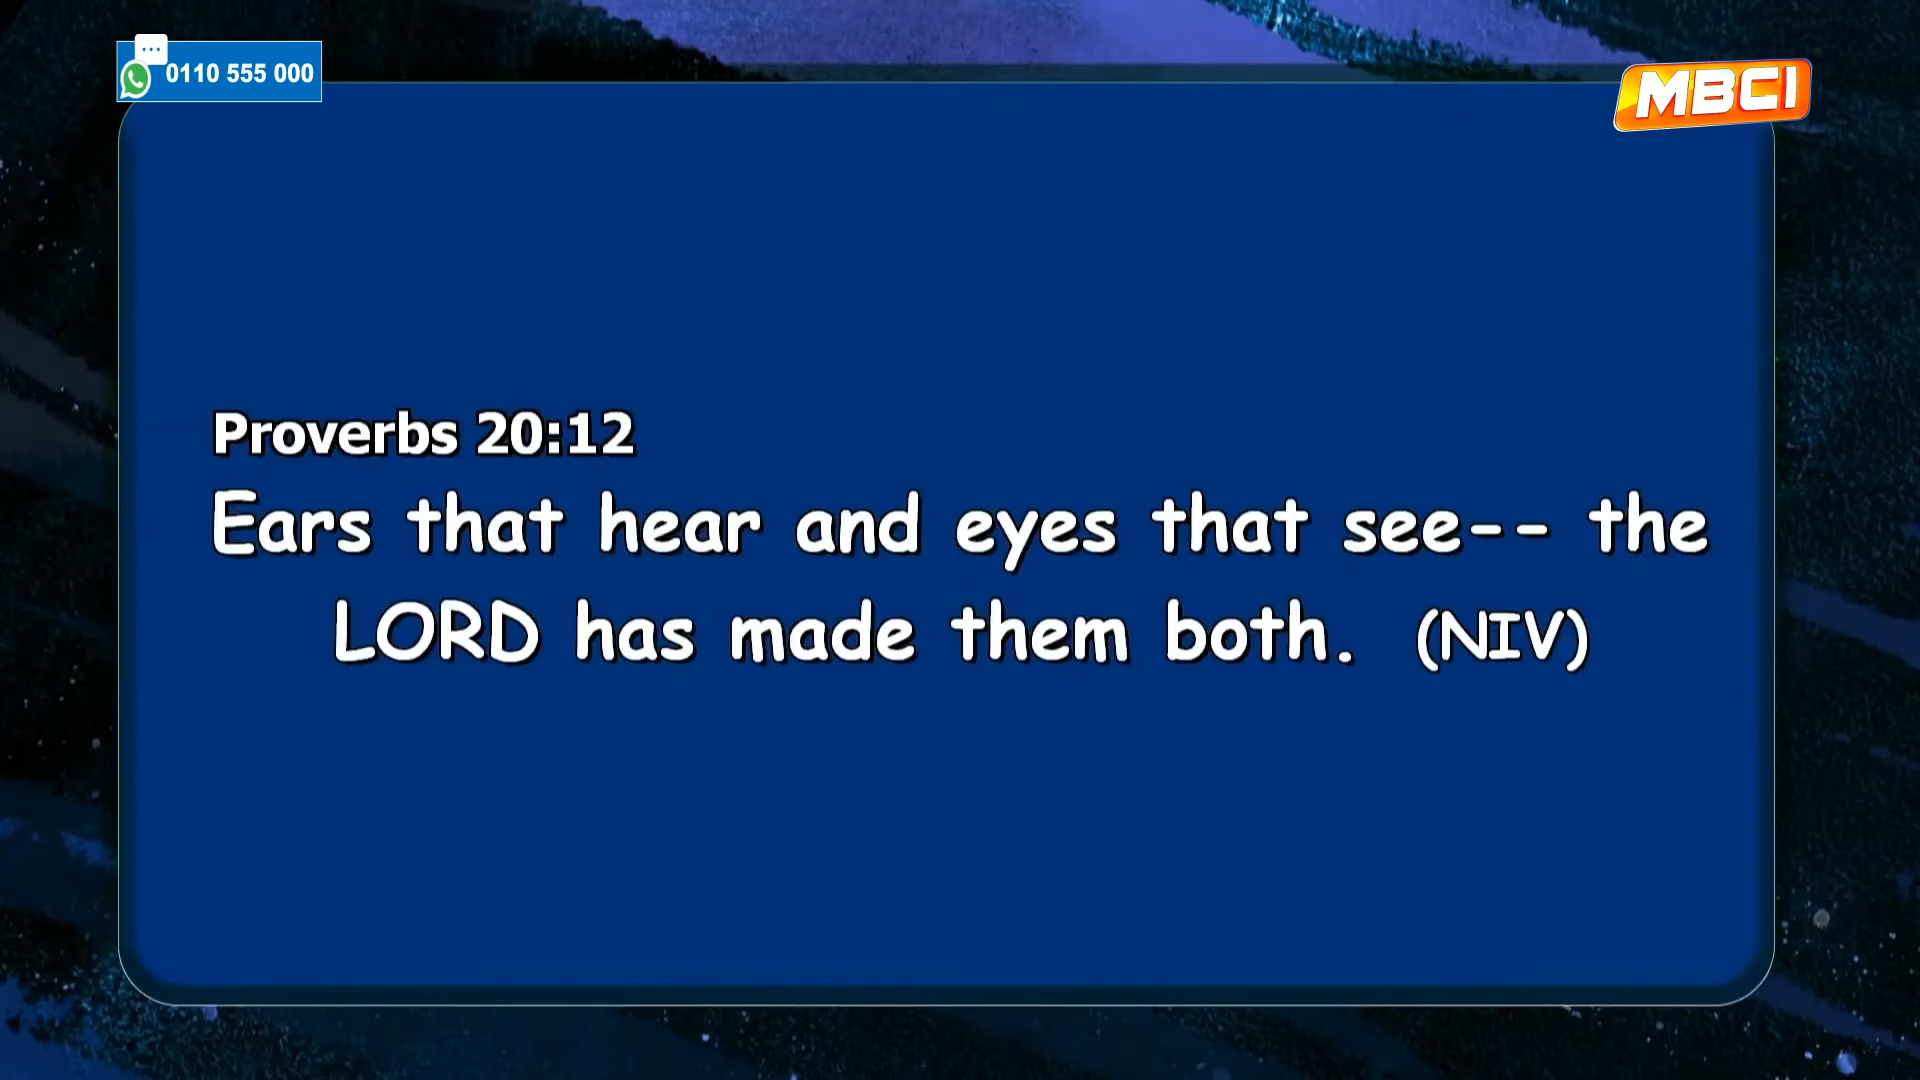 0110 555 000
MBCI
Proverbs 20:12
Ears that hear and eyes that see-- the
LORD has made them both. (NIV)